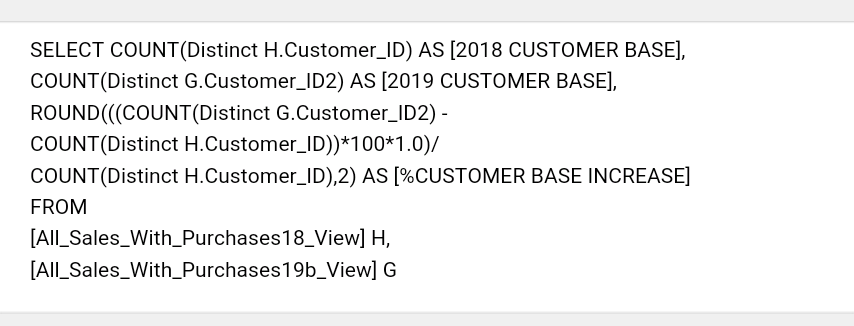 SELECT COUNT(Distinct H.Customer_ID) AS [2018 CUSTOMER BASE],
COUNT(Distinct G.Customer_ID2) AS [2019 CUSTOMER BASE],
ROUND(((COUNT(Distinct G.Customer_ID2) -
COUNT(Distinct H.Customer_ID))*100*1.0)/
COUNT(Distinct H.Customer_ID),2) AS [%CUSTOMER BASE INCREASE]
FROM
[All_Sales_With_Purchases18_View] H,
[All_Sales_With_Purchases19b_View] G